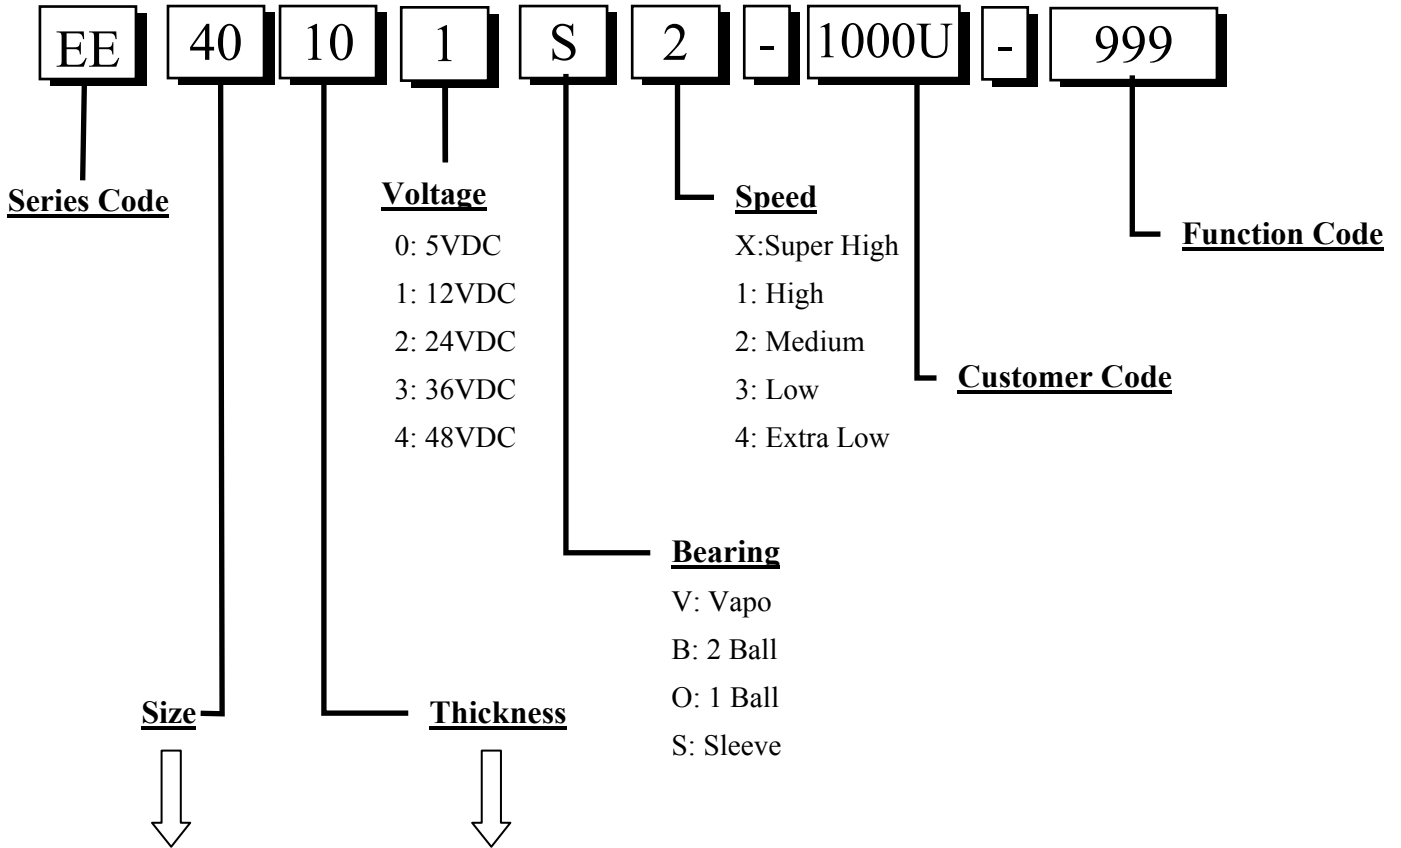 EE 40 10 1 S 2 - 1000U - 999
Series Code
Voltage
0: 5VDC
1: 12VDC
2: 24VDC
3: 36VDC
4: 48VDC
Speed
X:Super High
1: High
2: Medium
3: Low
4: Extra Low
Function Code
Customer Code
Bearing
V: Vapo
B: 2 Ball
O: 1 Ball
S: Sleeve
Size
Thickness